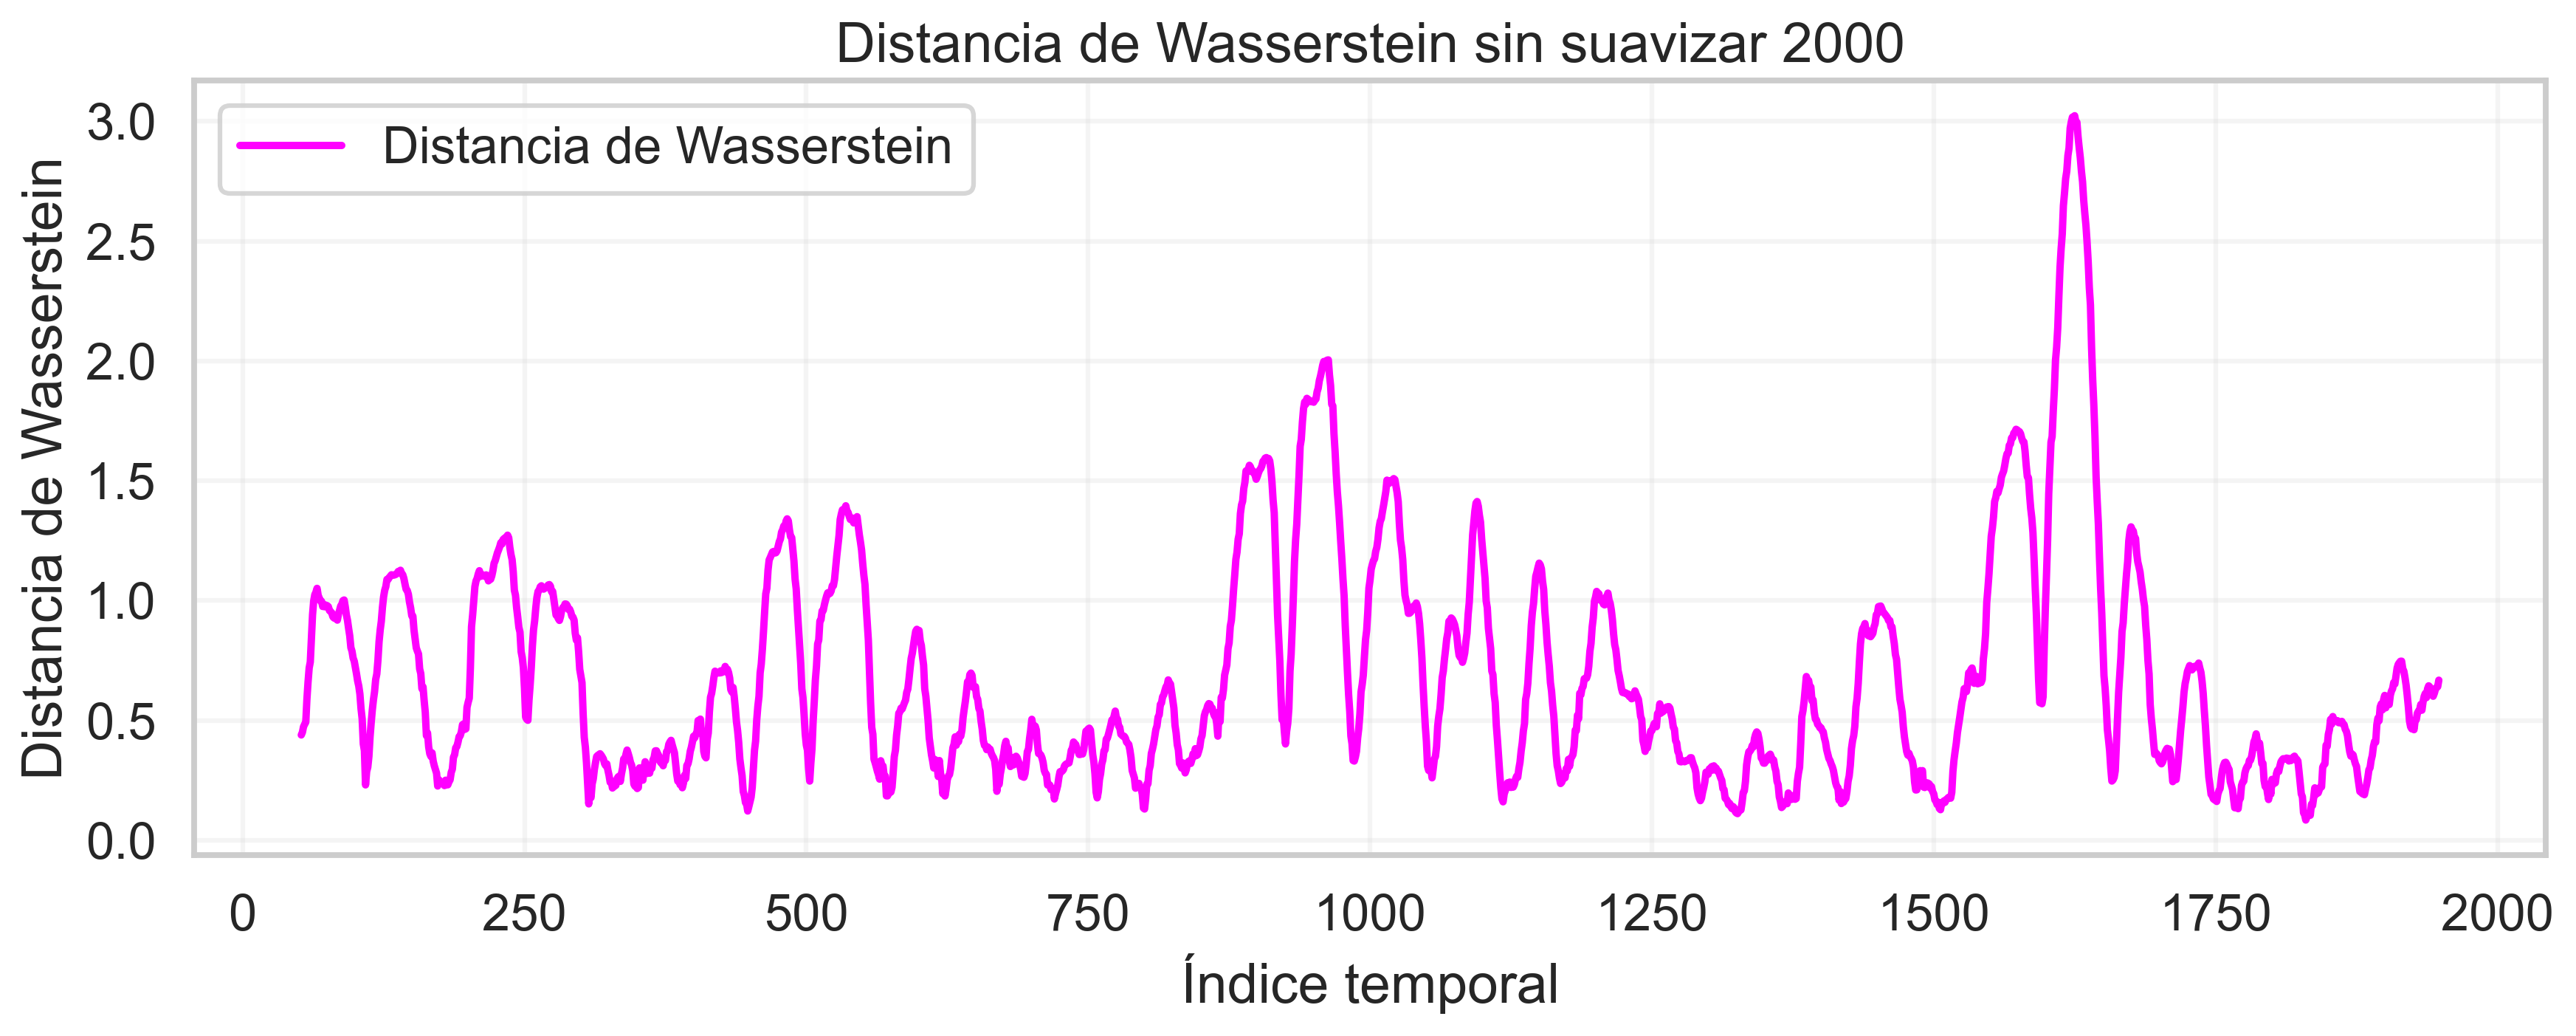 Distancia de Wasserstein sin suavizar 2000
Distancia de Wasserstein
Distancia de Wasserstein
3.0
2.5
2.0
1.5
1.0
0.5
0.0
0 250 500 750 1000 1250 1500 1750 2000
Índice temporal